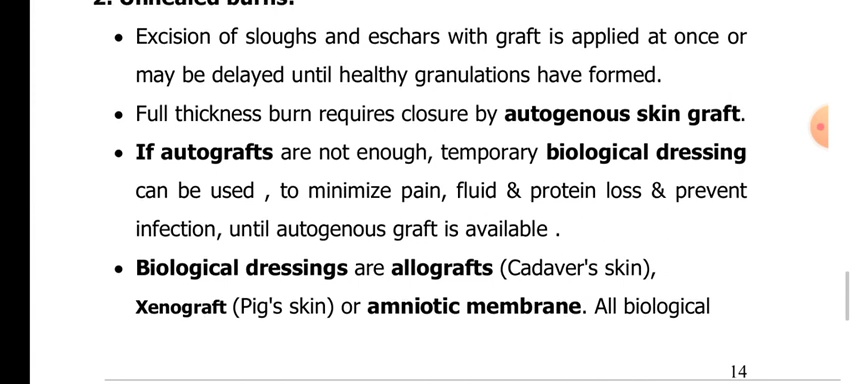 2. Unhealed burns:
• Excision of sloughs and eschars with graft is applied at once or
may be delayed until healthy granulations have formed.
• Full thickness burn requires closure by autogenous skin graft.
• If autografts are not enough, temporary biological dressing
can be used , to minimize pain, fluid & protein loss & prevent
infection, until autogenous graft is available .
• Biological dressings are allografts (Cadaver's skin),
Xenograft (Pig's skin) or amniotic membrane. All biological
14